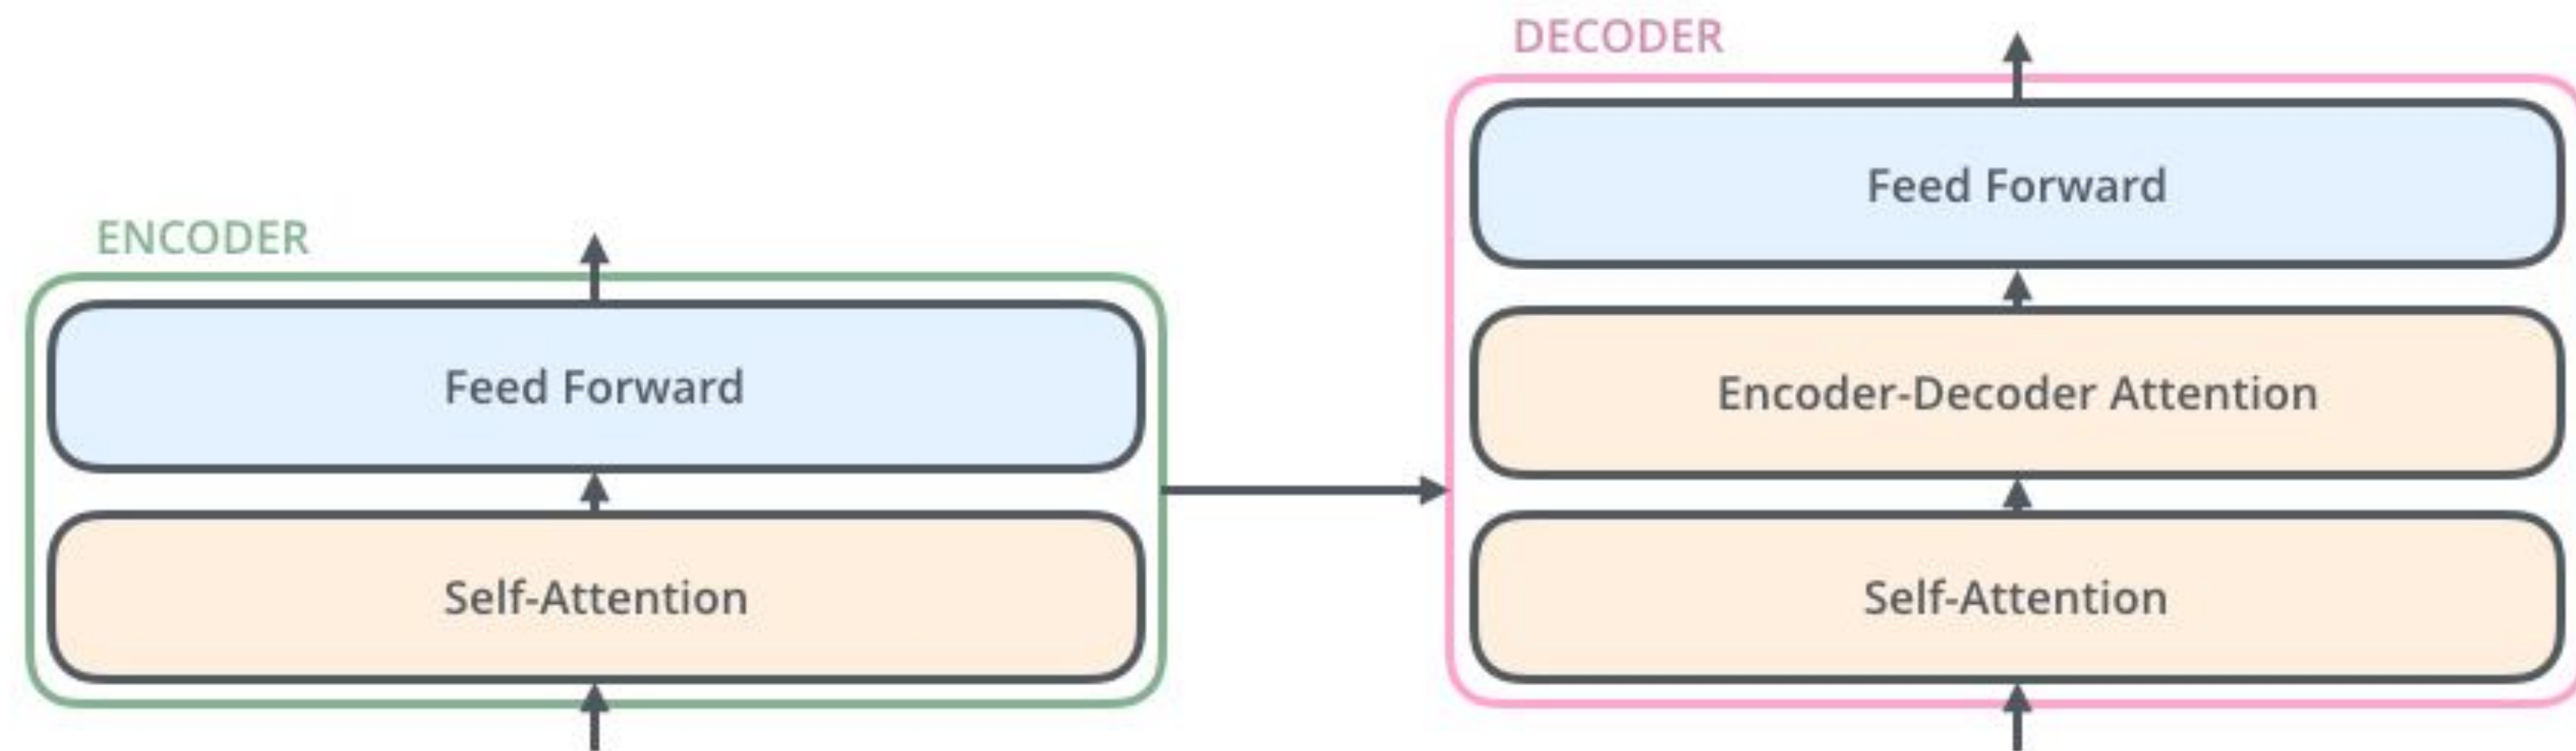 ENCODER
Feed Forward
Self-Attention
DECODER
Feed Forward
Encoder-Decoder Attention
Self-Attention